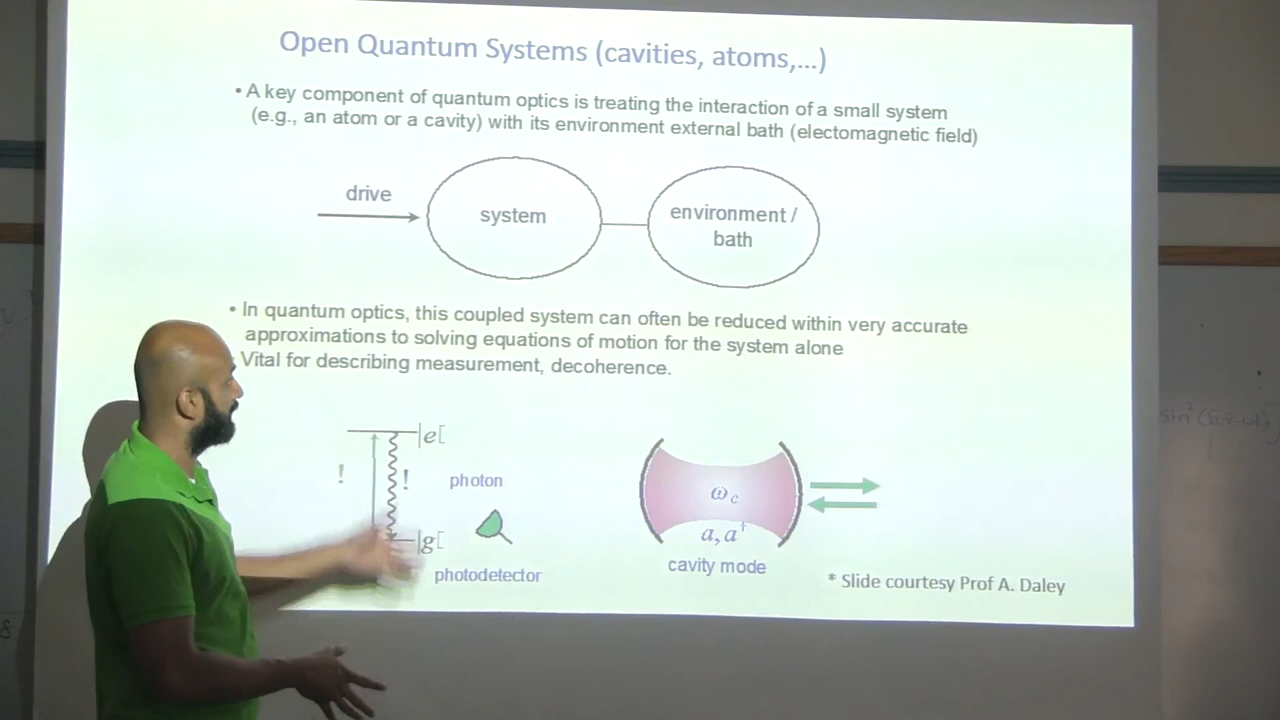 Open Quantum Systems (cavities, atoms,...)
• A key component of quantum optics is treating the interaction of a small system
(e.g., an atom or a cavity) with its environment external bath (electomagnetic field)
drive
system
environment /
bath
• In quantum optics, this coupled system can often be reduced within very accurate
approximations to solving equations of motion for the system alone
Vital for describing measurement, decoherence.
|e[
! ! photon
|g[
photodetector
ω_c
a, a†
cavity mode
* Slide courtesy Prof A. Daley
8